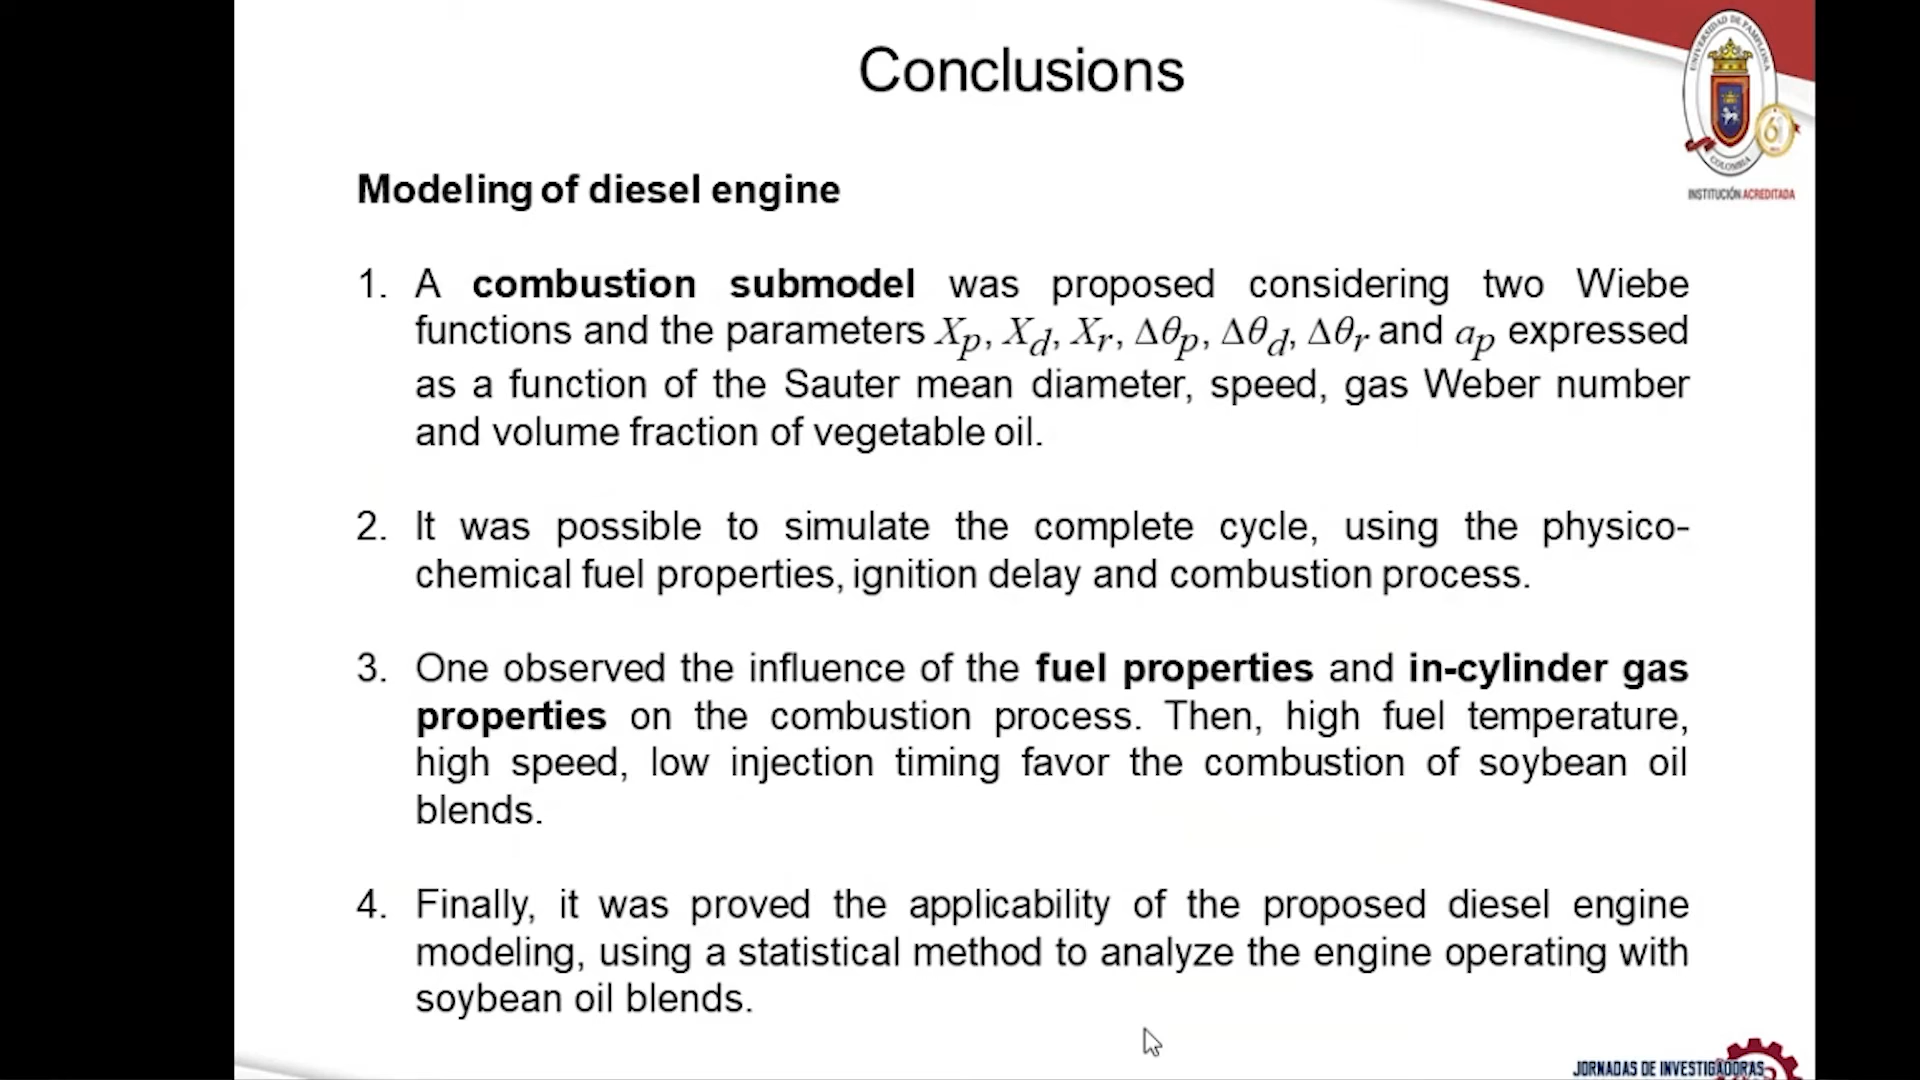 Conclusions
UNIVERSIDAD DE PAMPLONA
COLOMBIA
INSTITUCIÓN ACREDITADA
Modeling of diesel engine
1. A combustion submodel was proposed considering two Wiebe
functions and the parameters Xp, Xd, Xr, Δθp, Δθd, Δθr and ap expressed
as a function of the Sauter mean diameter, speed, gas Weber number
and volume fraction of vegetable oil.
2. It was possible to simulate the complete cycle, using the physico-
chemical fuel properties, ignition delay and combustion process.
3. One observed the influence of the fuel properties and in-cylinder gas
properties on the combustion process. Then, high fuel temperature,
high speed, low injection timing favor the combustion of soybean oil
blends.
4. Finally, it was proved the applicability of the proposed diesel engine
modeling, using a statistical method to analyze the engine operating with
soybean oil blends.
JORNADAS DE INVESTIGADORAS